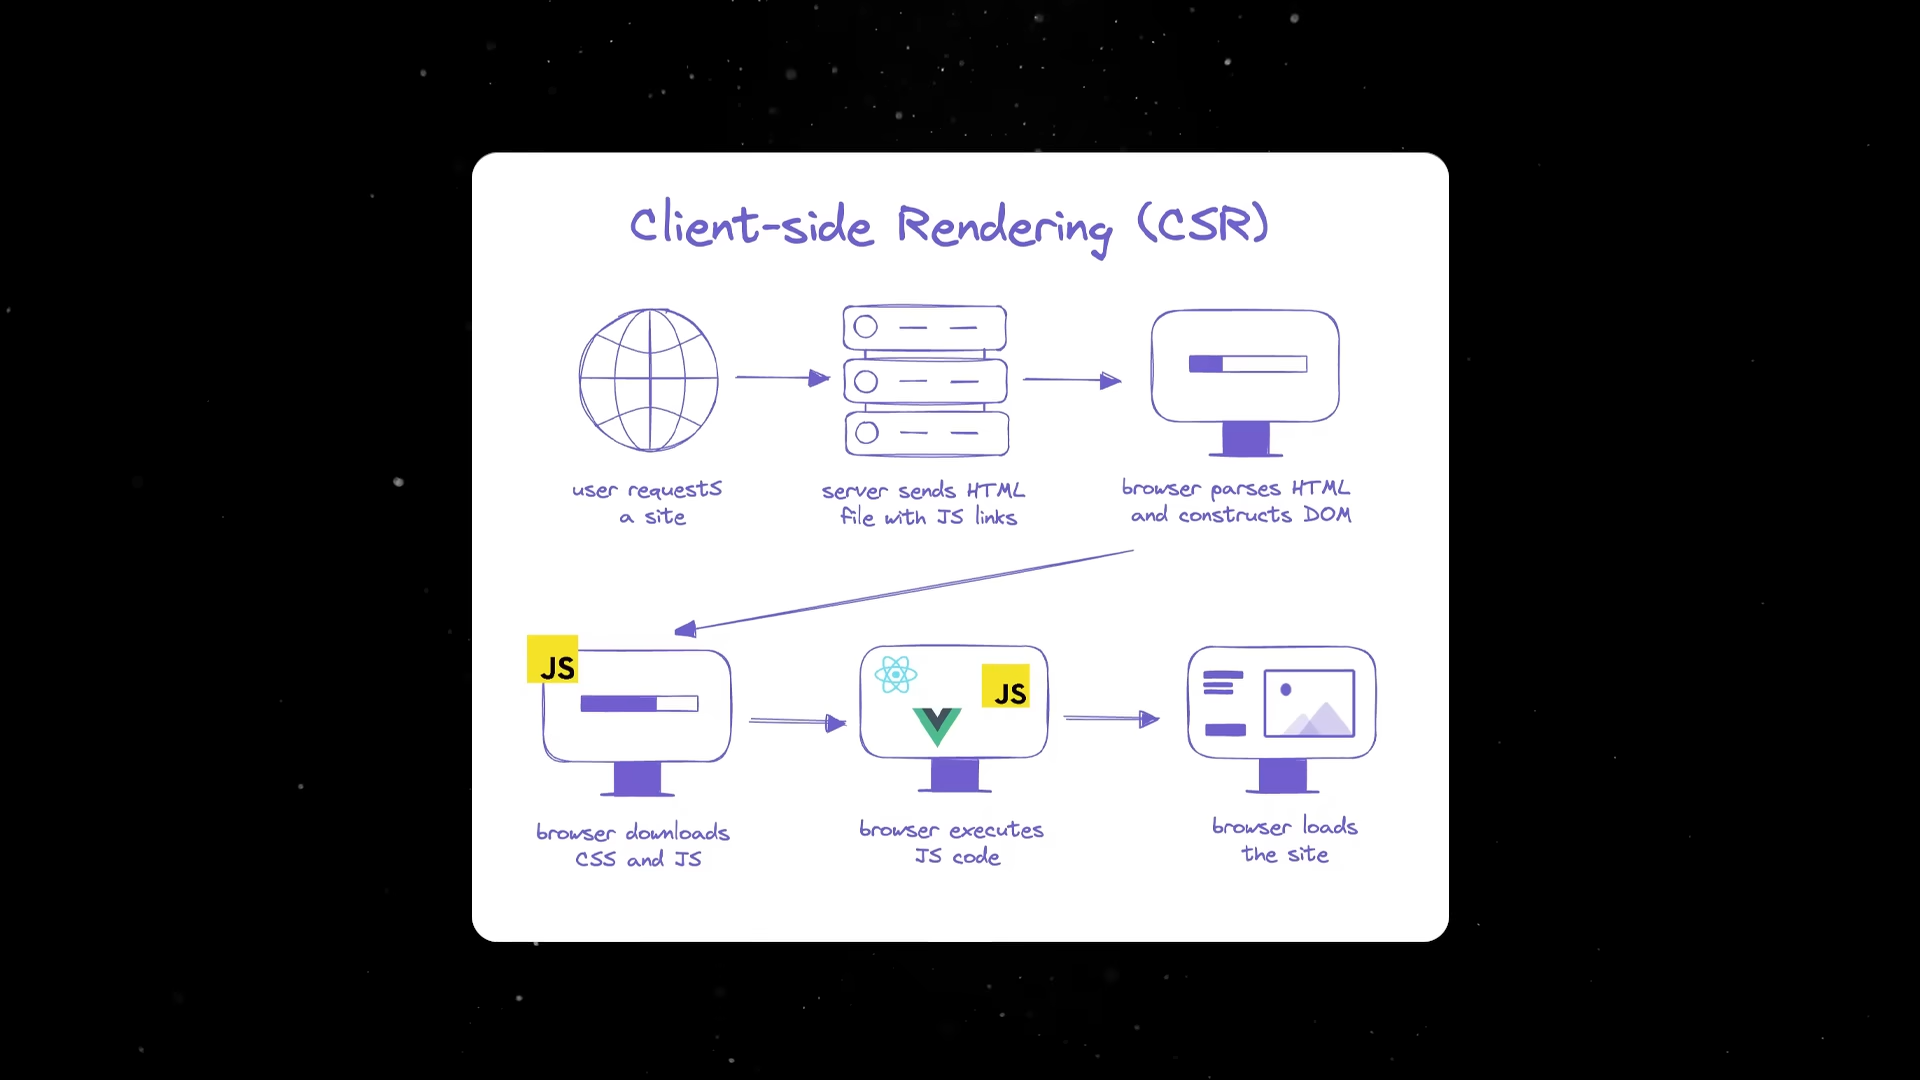 Client-side Rendering (CSR)
user requests
a site
server sends HTML
file with JS links
browser parses HTML
and constructs DOM
JS
browser downloads
CSS and JS
JS
browser executes
JS code
browser loads
the site